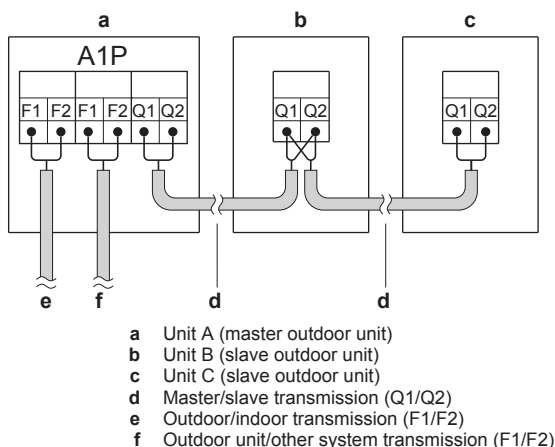 a b c
A1P
F1 F2 F1 F2 Q1 Q2 Q1 Q2 Q1 Q2
e f d d
a Unit A (master outdoor unit)
b Unit B (slave outdoor unit)
c Unit C (slave outdoor unit)
d Master/slave transmission (Q1/Q2)
e Outdoor/indoor transmission (F1/F2)
f Outdoor unit/other system transmission (F1/F2)